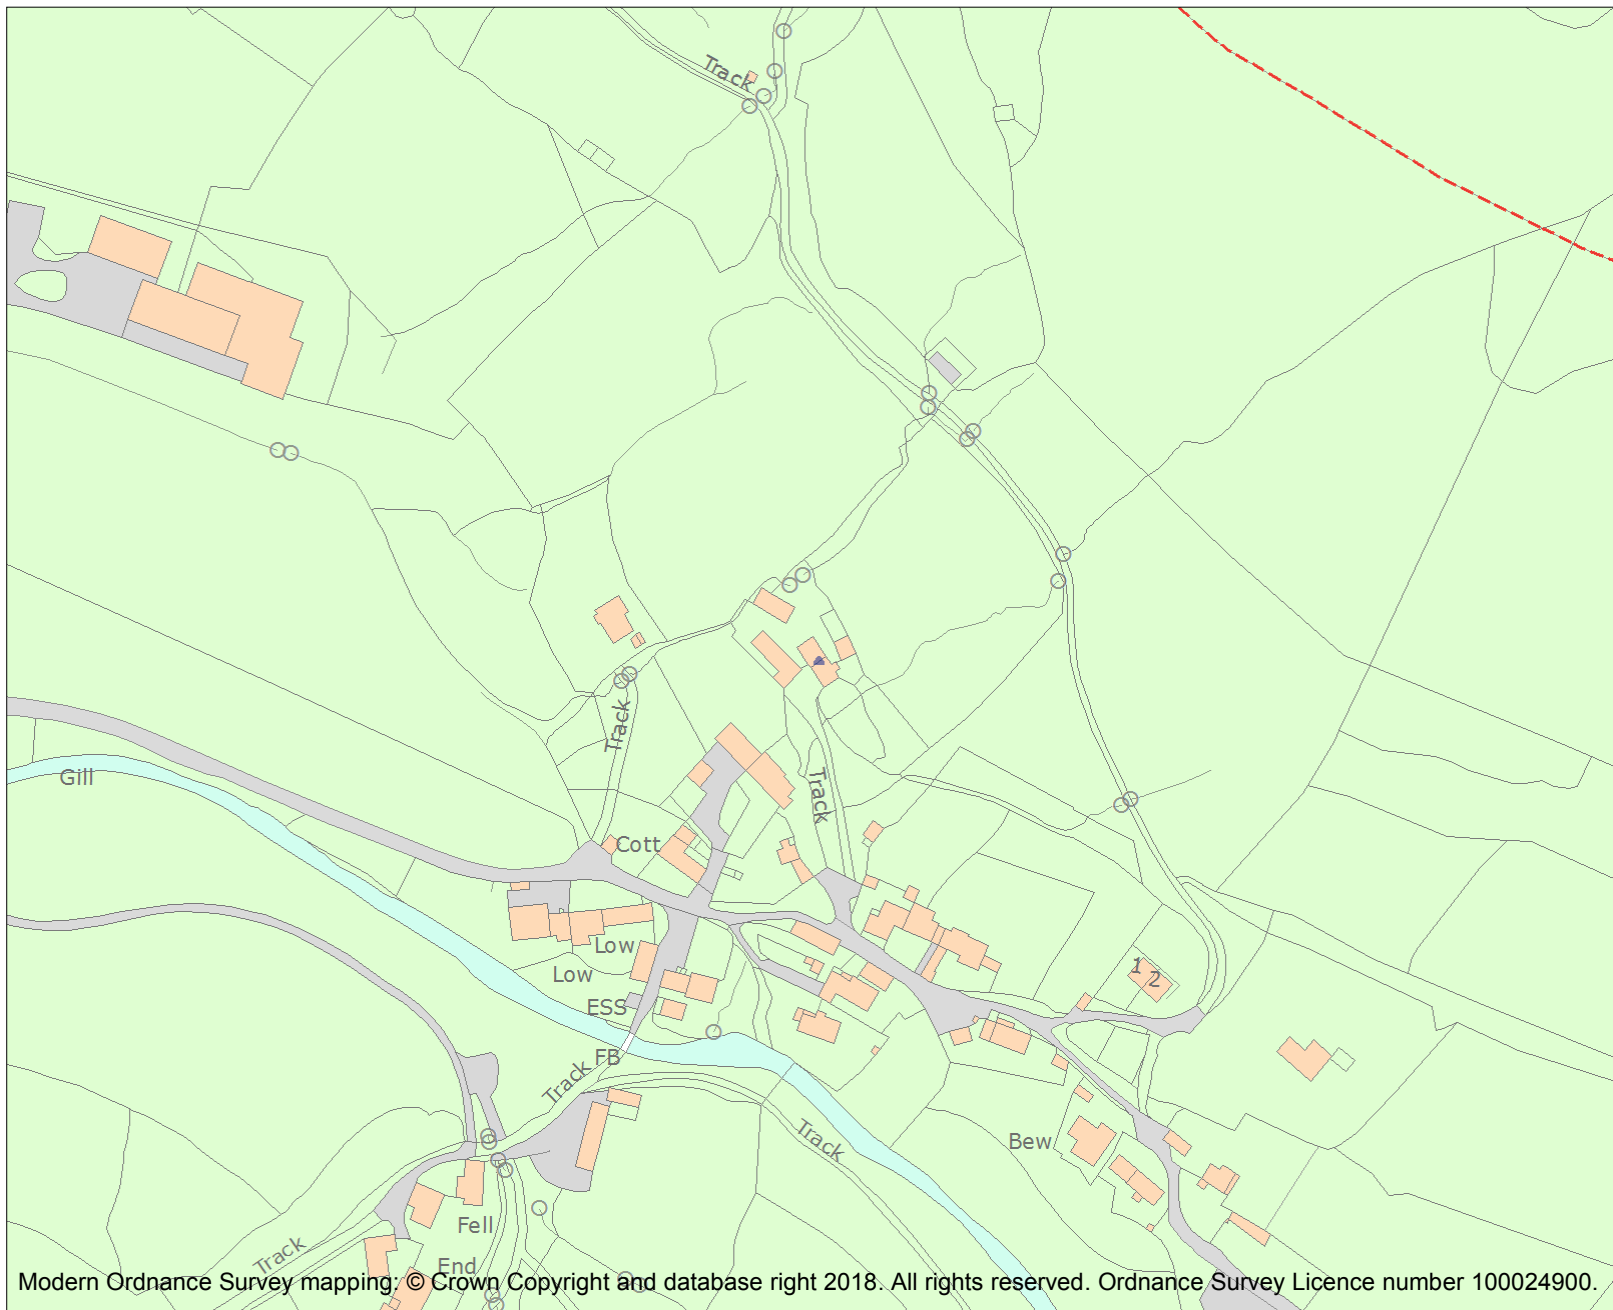 Track
Gill
Track
Track
Cott
Low
Low
ESS
FB
Track
1
2
Track
Bew
Fell
End
Track
Modern Ordnance Survey mapping: © Crown Copyright and database right 2018. All rights reserved. Ordnance Survey Licence number 100024900.